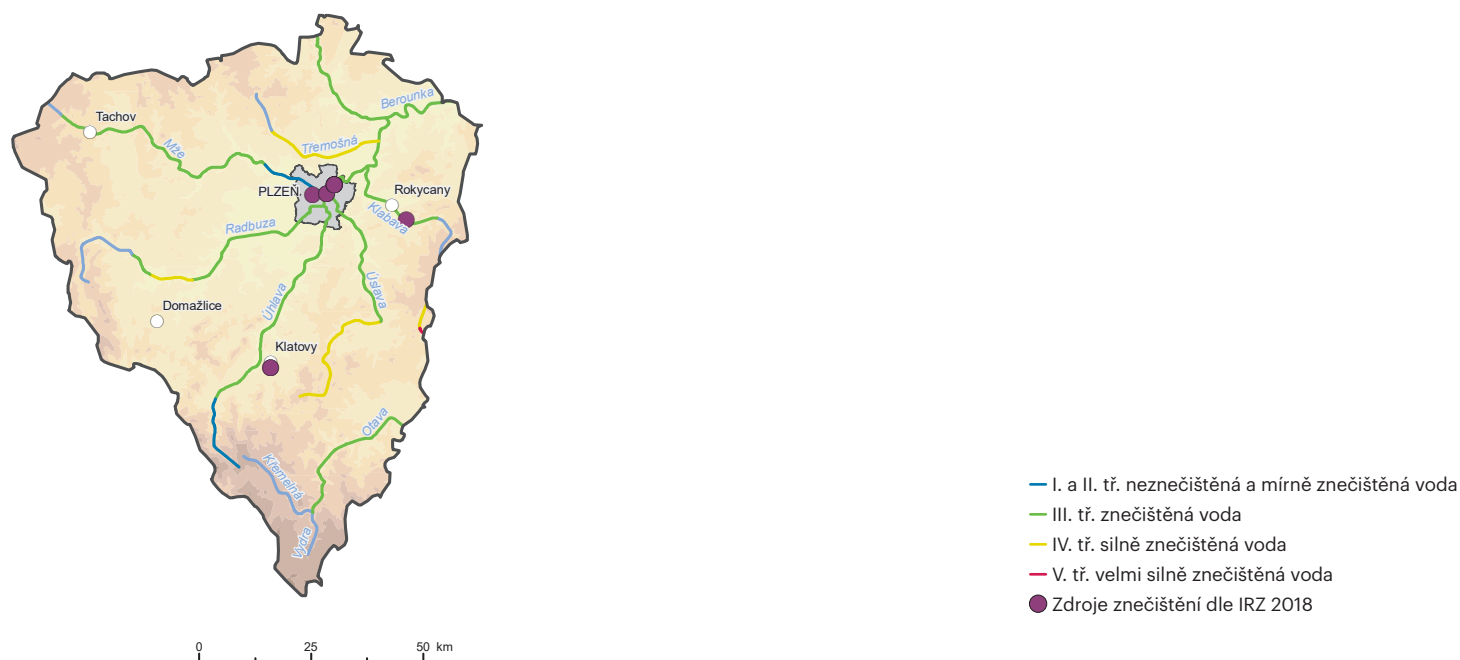 Berounka
Tachov
Třemošná
Mže
PLZEŇ
Rokycany
Klabava
Radbuza
Úslava
Úhlava
Domažlice
Klatovy
Otava
Křemelná
Vydra
I. a II. tř. neznečištěná a mírně znečištěná voda
III. tř. znečištěná voda
IV. tř. silně znečištěná voda
V. tř. velmi silně znečištěná voda
Zdroje znečištění dle IRZ 2018
0 25 50 km